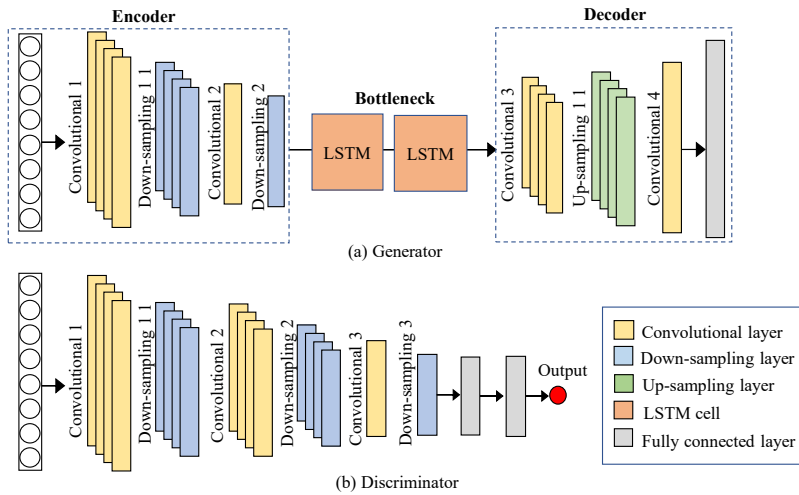 Encoder
Decoder
Convolutional 1
Down-sampling 1 1
Convolutional 2
Down-sampling 2
Bottleneck
LSTM
LSTM
Convolutional 3
Up-sampling 1 1
Convolutional 4
(a) Generator
Convolutional 1
Down-sampling 1 1
Convolutional 2
Down-sampling 2
Convolutional 3
Down-sampling 3
Output
Convolutional layer
Down-sampling layer
Up-sampling layer
LSTM cell
Fully connected layer
(b) Discriminator